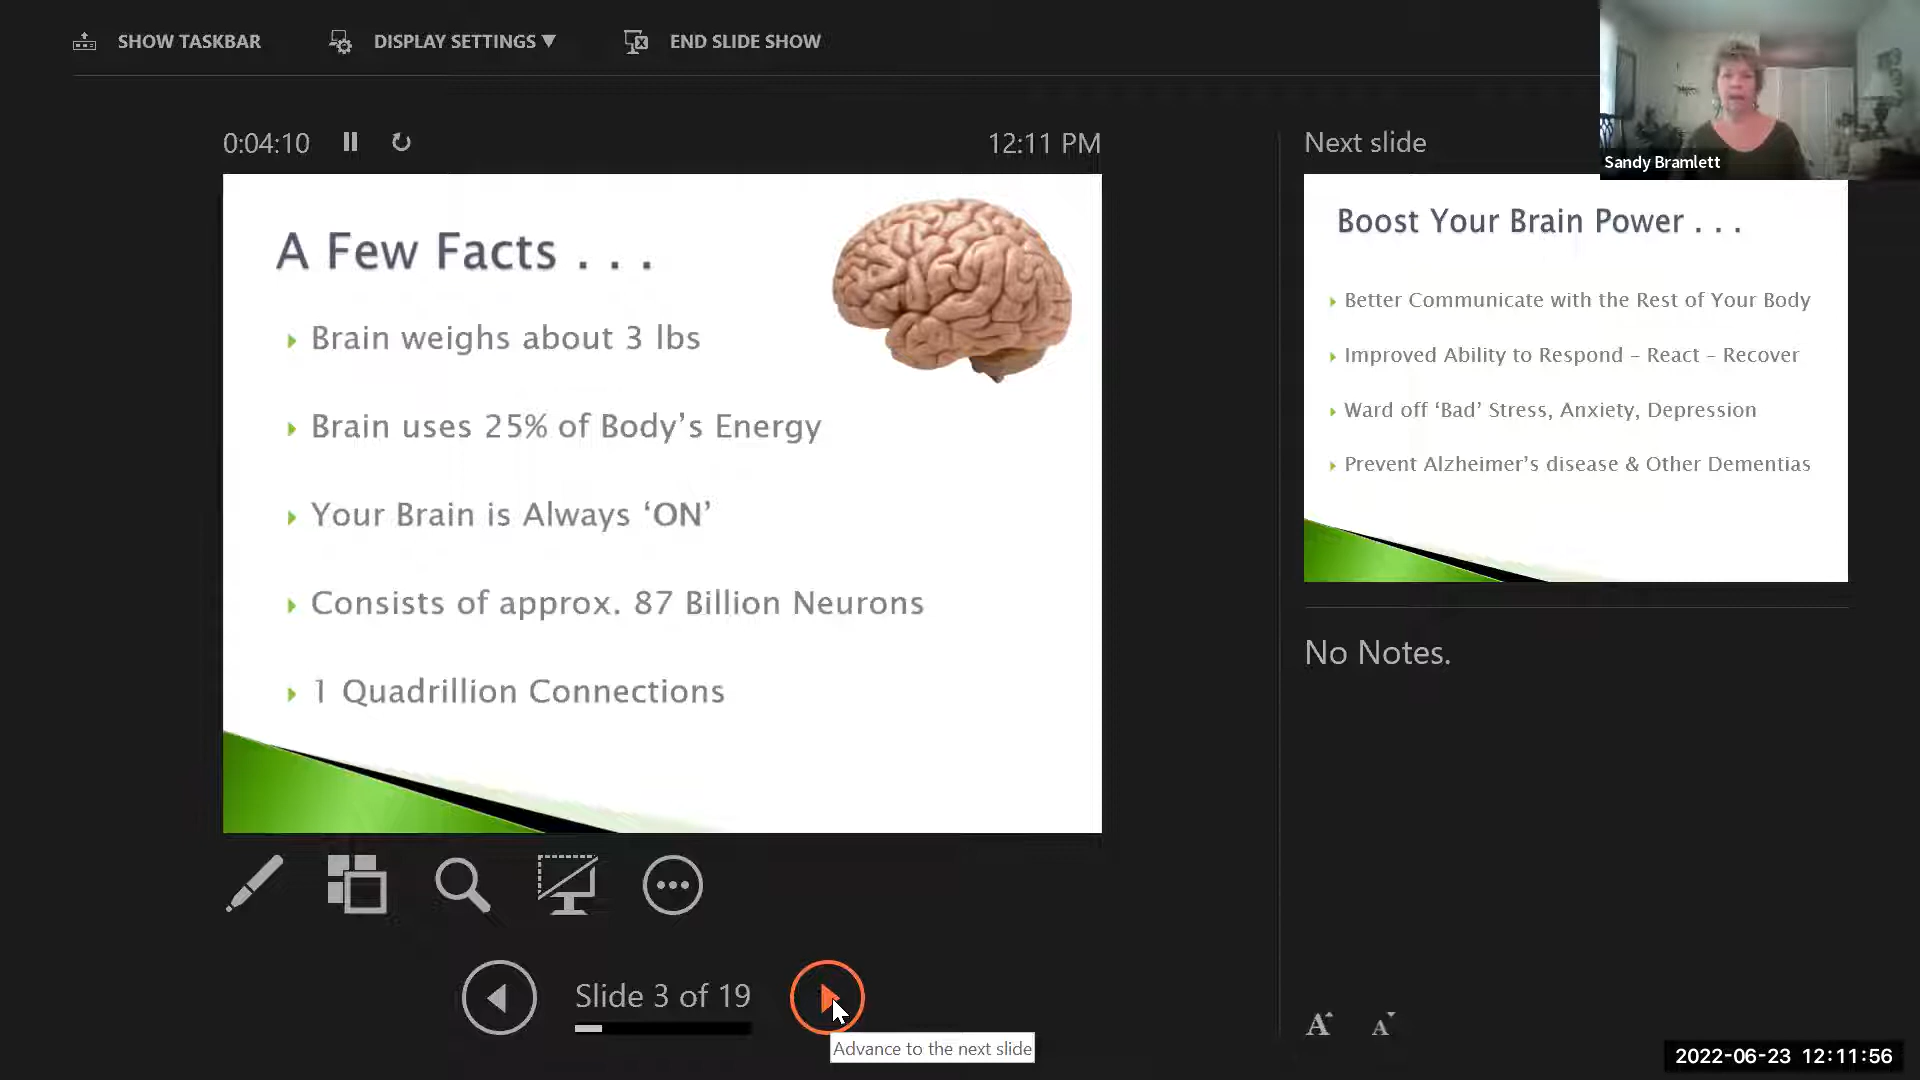 SHOW TASKBAR
DISPLAY SETTINGS ▼
END SLIDE SHOW
0:04:10
12:11 PM
Next slide
Sandy Bramlett
A Few Facts . . .
Brain weighs about 3 lbs
Brain uses 25% of Body’s Energy
Your Brain is Always ‘ON’
Consists of approx. 87 Billion Neurons
1 Quadrillion Connections
Boost Your Brain Power . . .
Better Communicate with the Rest of Your Body
Improved Ability to Respond – React – Recover
Ward off ‘Bad’ Stress, Anxiety, Depression
Prevent Alzheimer’s disease & Other Dementias
No Notes.
Slide 3 of 19
Advance to the next slide
A A
2022-06-23 12:11:56